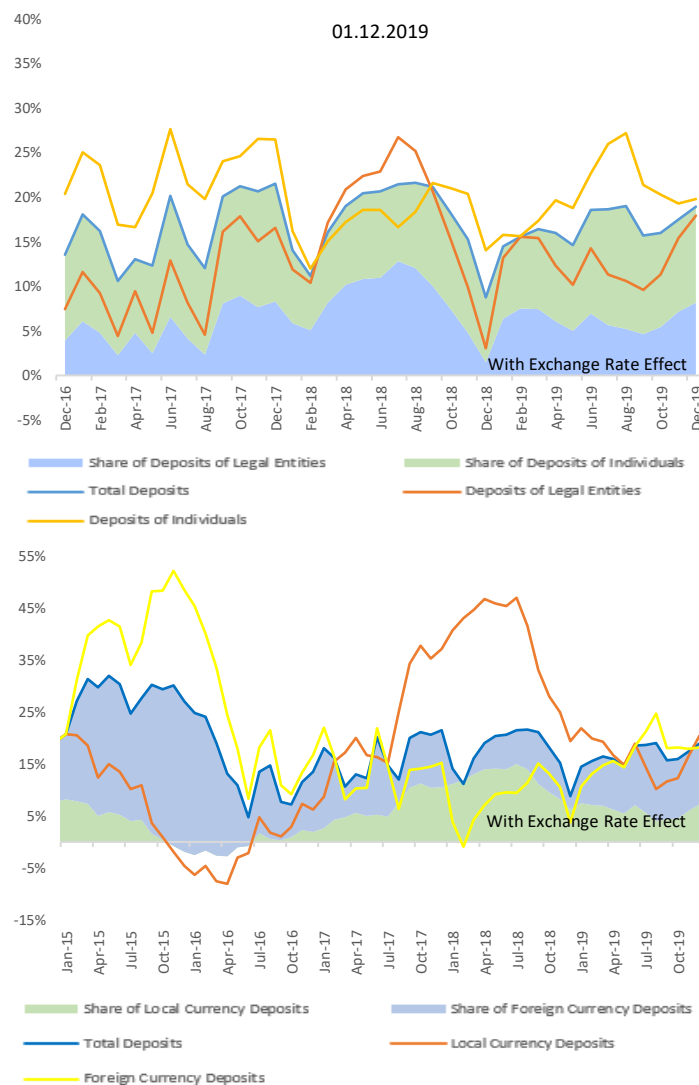 01.12.2019
40%
35%
30%
25%
20%
15%
10%
5%
0%
-5%
With Exchange Rate Effect
Dec-16
Feb-17
Apr-17
Jun-17
Aug-17
Oct-17
Dec-17
Feb-18
Apr-18
Jun-18
Aug-18
Oct-18
Dec-18
Feb-19
Apr-19
Jun-19
Aug-19
Oct-19
Dec-19
Share of Deposits of Legal Entities
Share of Deposits of Individuals
Total Deposits
Deposits of Legal Entities
Deposits of Individuals
55%
45%
35%
25%
15%
5%
-5%
-15%
With Exchange Rate Effect
Jan-15
Apr-15
Jul-15
Oct-15
Jan-16
Apr-16
Jul-16
Oct-16
Jan-17
Apr-17
Jul-17
Oct-17
Jan-18
Apr-18
Jul-18
Oct-18
Jan-19
Apr-19
Jul-19
Oct-19
Share of Local Currency Deposits
Share of Foreign Currency Deposits
Total Deposits
Local Currency Deposits
Foreign Currency Deposits